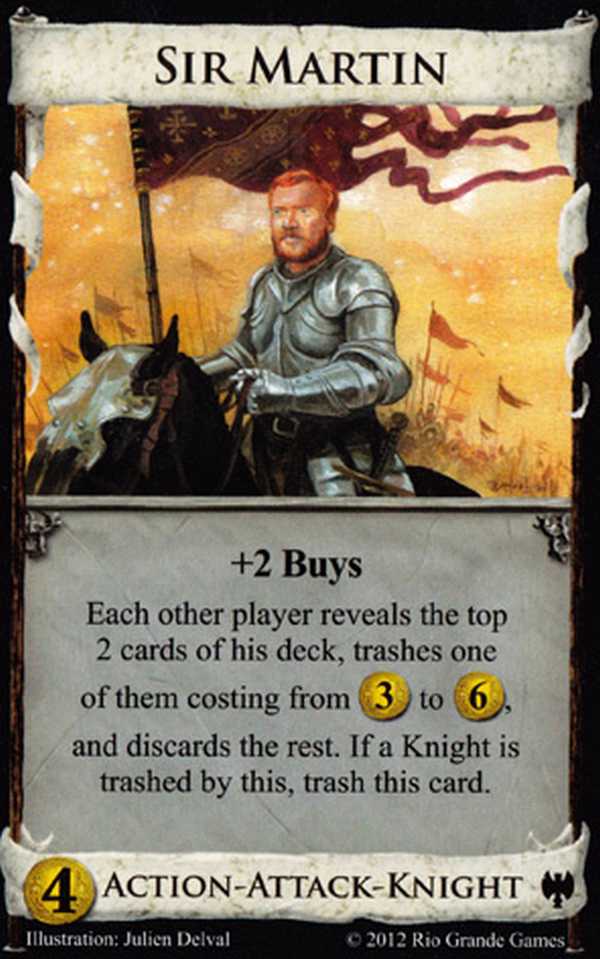 SIR MARTIN
+2 Buys
Each other player reveals the top
2 cards of his deck, trashes one
of them costing from 3 to 6,
and discards the rest. If a Knight is
trashed by this, trash this card.
4 ACTION-ATTACK-KNIGHT
Illustration: Julien Delval © 2012 Rio Grande Games